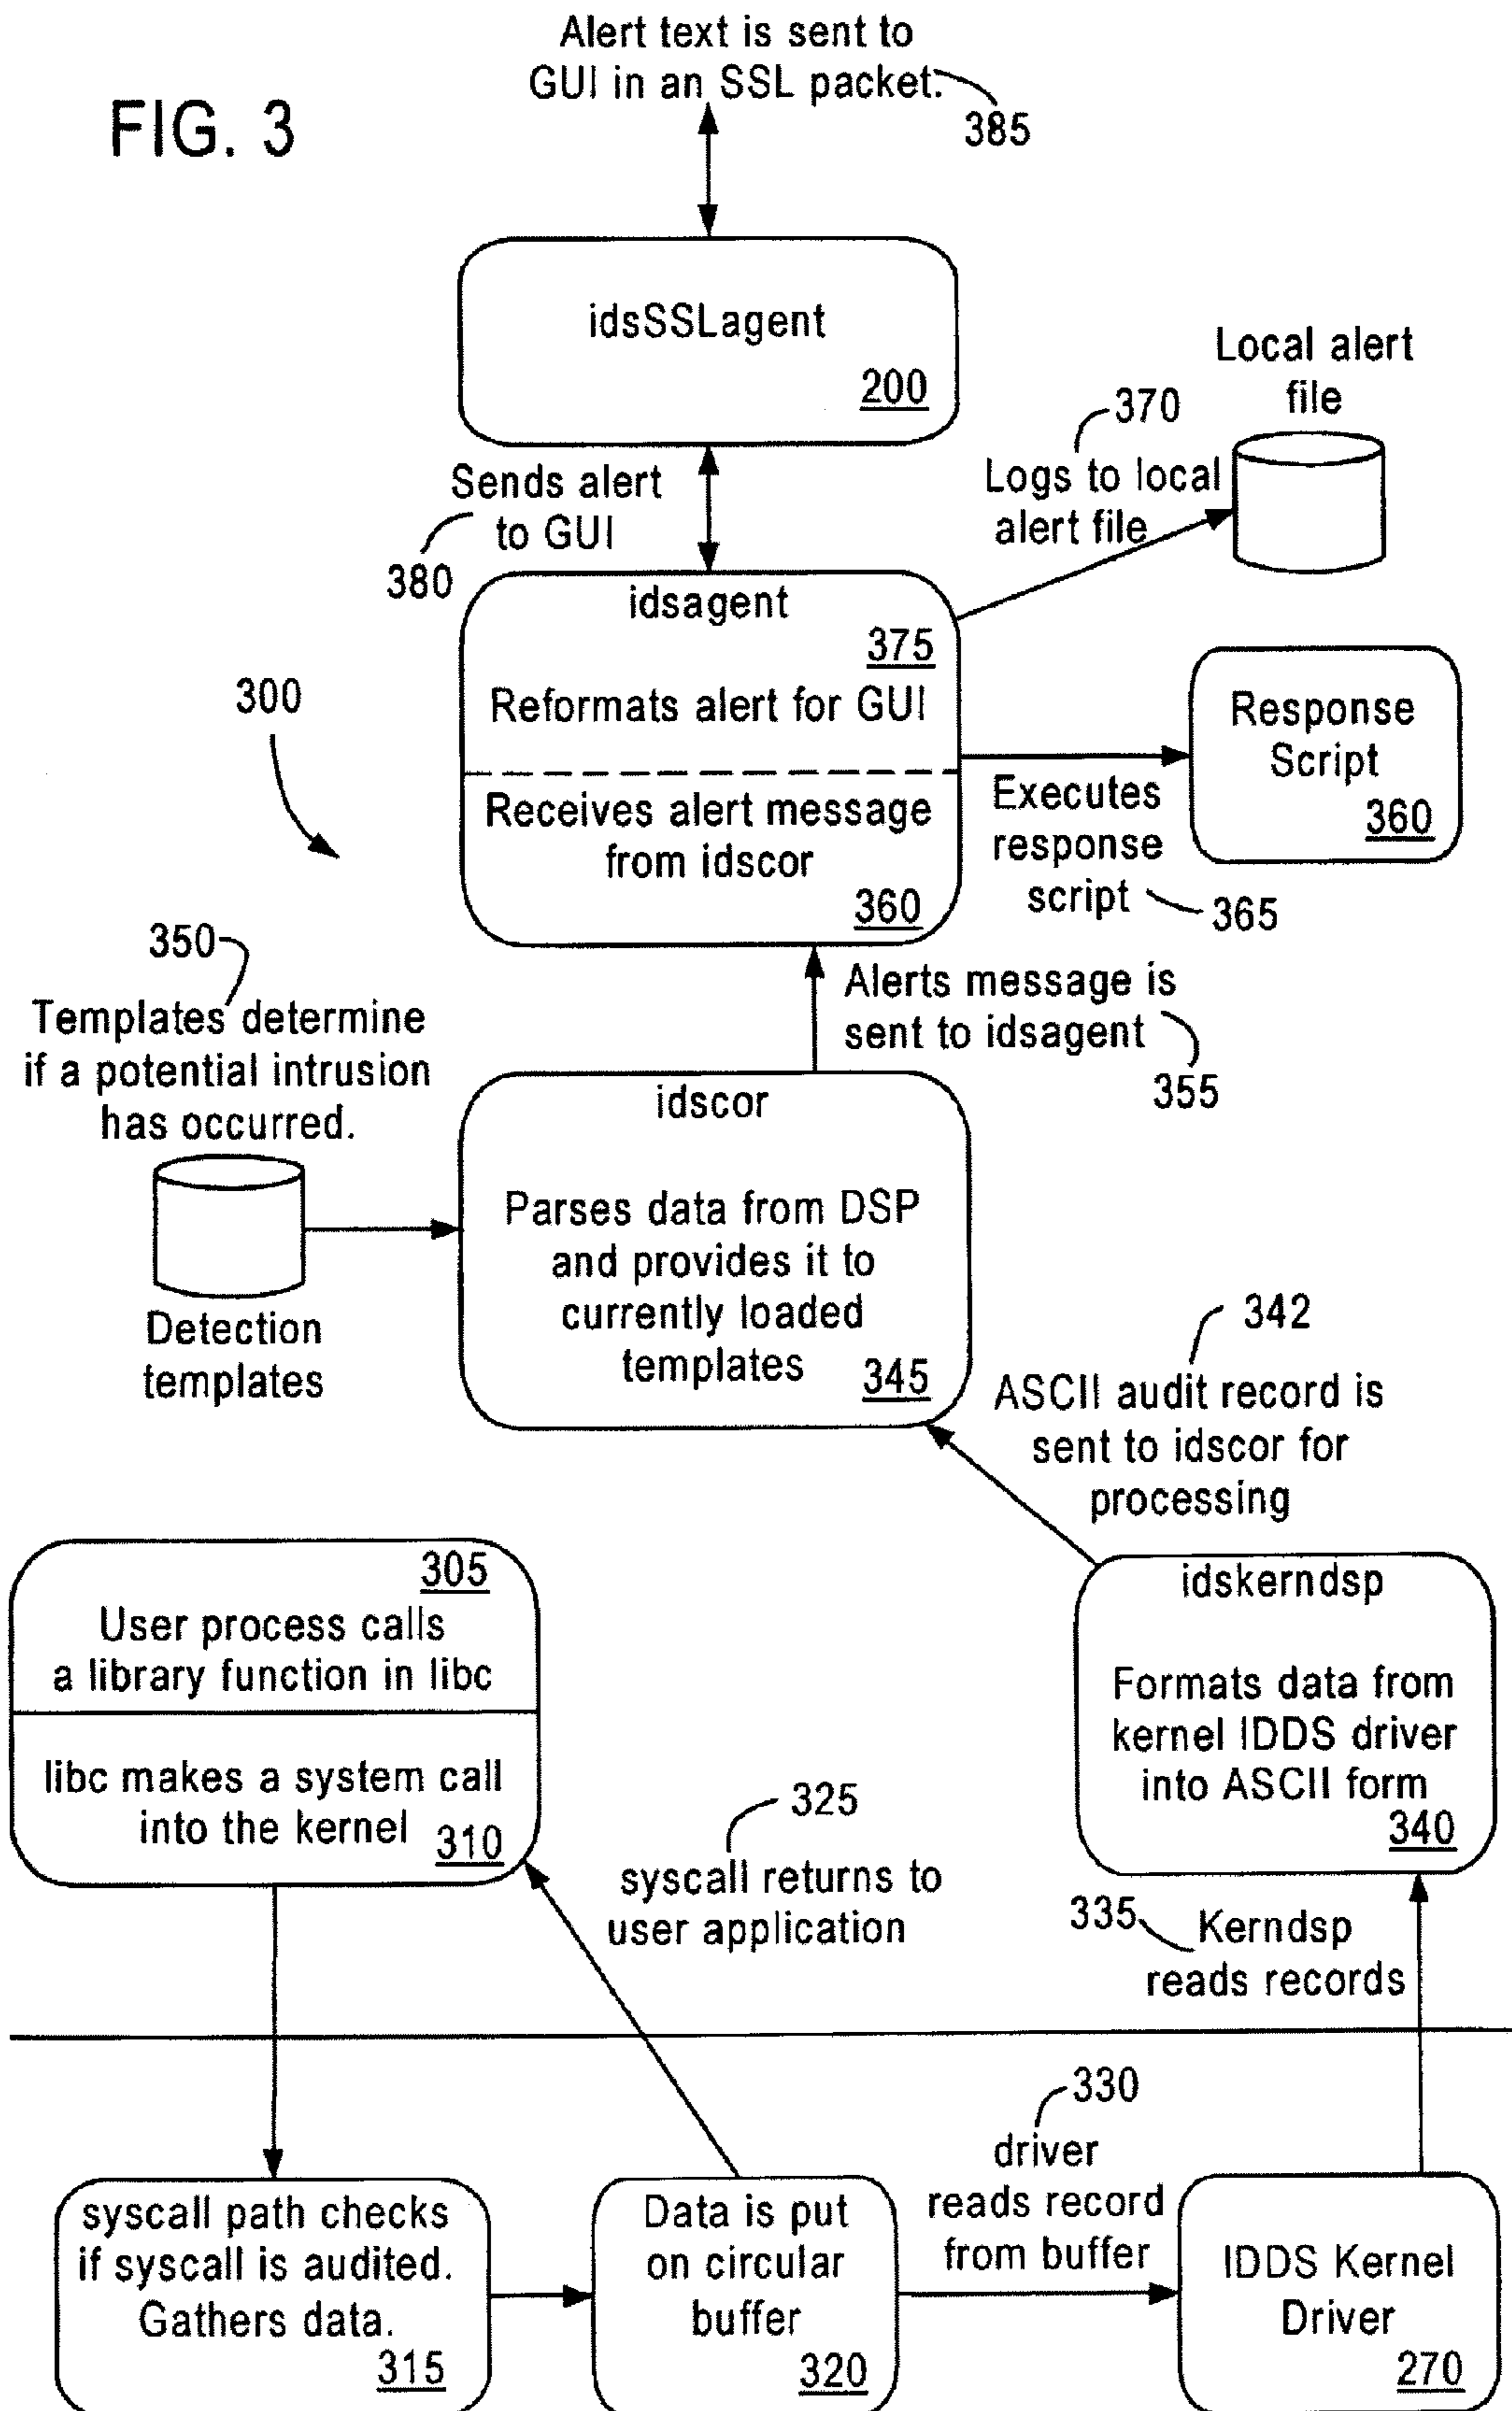 FIG. 3
Alert text is sent to
GUI in an SSL packet.
385
idsSSLagent
200
Sends alert
to GUI
380
Local alert
file
370
Logs to local
alert file
idsagent
375
Reformats alert for GUI
Receives alert message
from idscor
360
300
Response
Script
360
Executes
response
script
365
350
Templates determine
if a potential intrusion
has occurred.
Alerts message is
sent to idsagent
355
Detection
templates
idscor
Parses data from DSP
and provides it to
currently loaded
templates
345
342
ASCII audit record is
sent to idscor for
processing
305
User process calls
a library function in libc
libc makes a system call
into the kernel
310
idskerndsp
Formats data from
kernel IDDS driver
into ASCII form
340
325
syscall returns to
user application
335
Kerndsp
reads records
330
driver
reads record
from buffer
syscall path checks
if syscall is audited.
Gathers data.
315
Data is put
on circular
buffer
320
IDDS Kernel
Driver
270